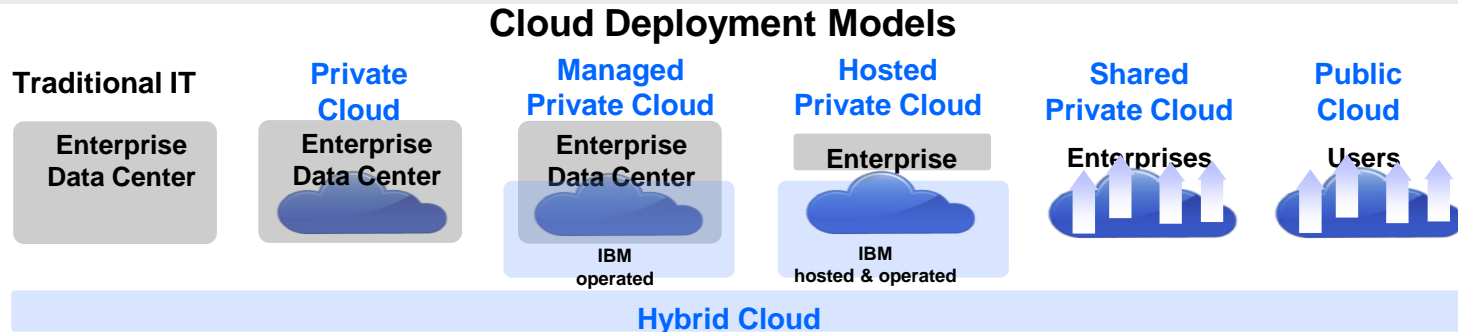 Cloud Deployment Models
Traditional IT
Enterprise
Data Center
Private
Cloud
Enterprise
Data Center
Managed
Private Cloud
Enterprise
Data Center
IBM
operated
Hosted
Private Cloud
Enterprise
IBM
hosted & operated
Shared
Private Cloud
Enterprises
Public
Cloud
Users
Hybrid Cloud